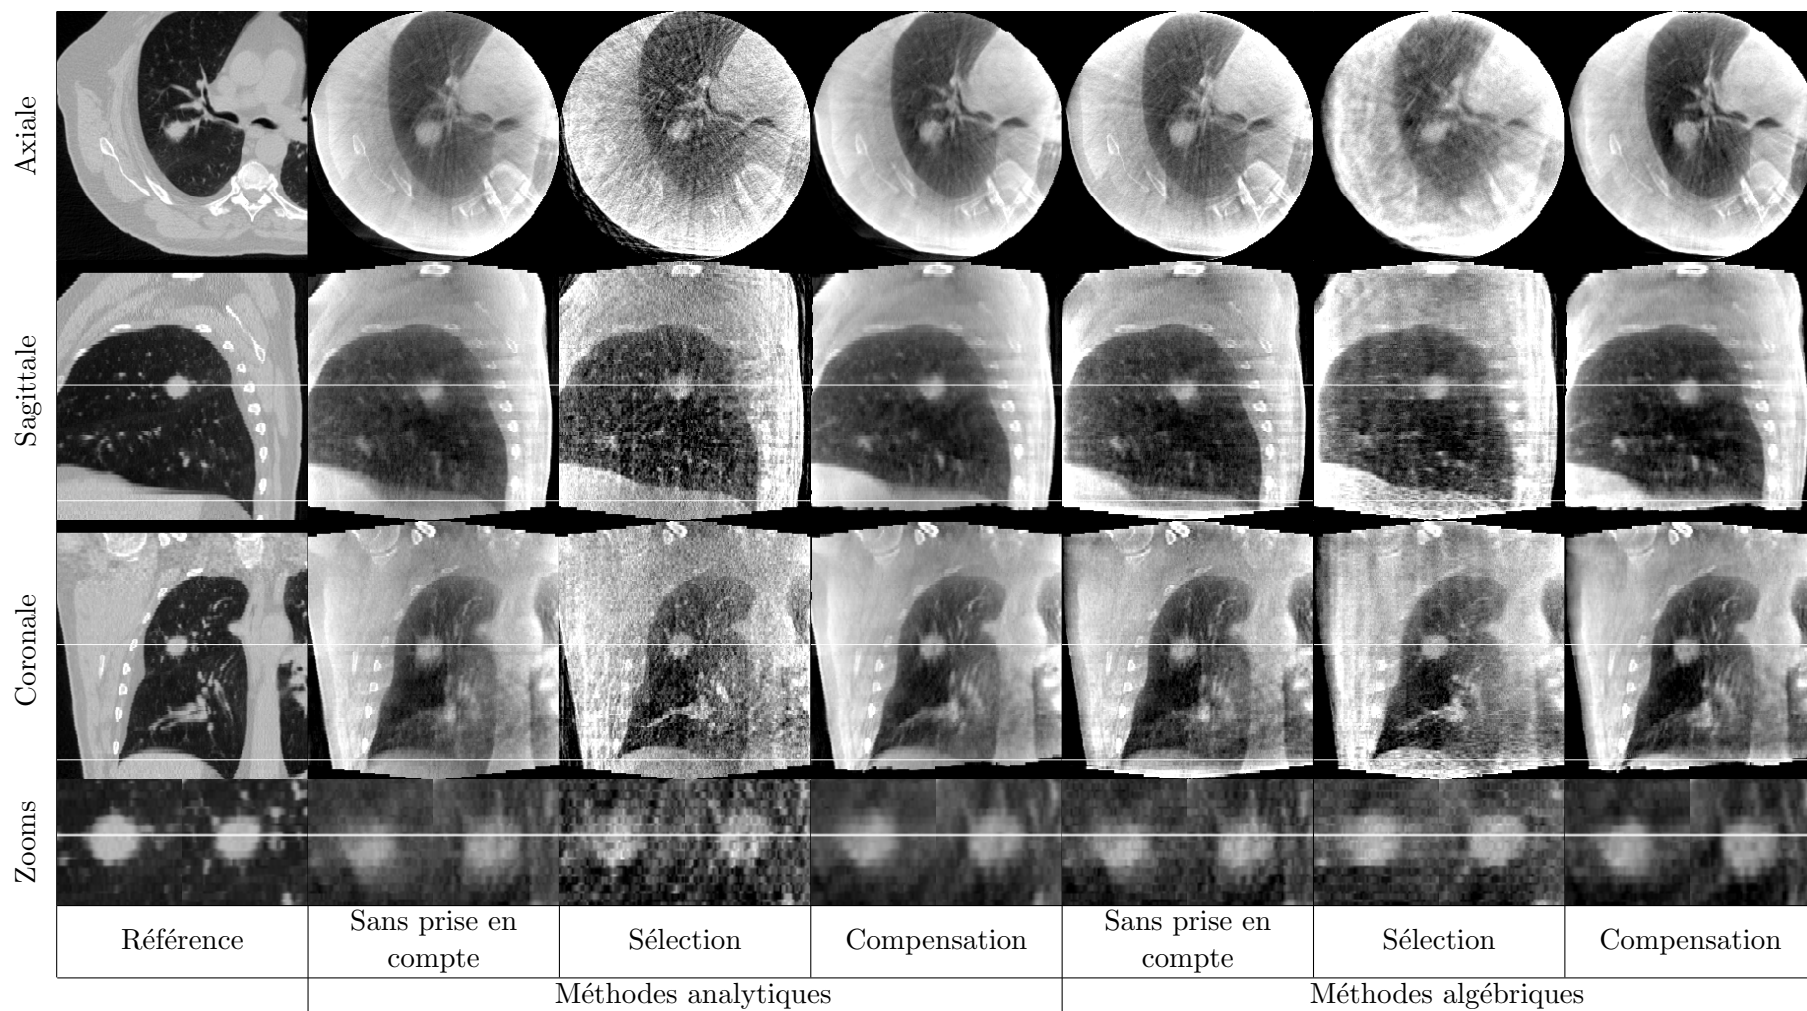 Axiale
Sagittale
Coronale
Zooms
Référence
Sans prise en
compte
Sélection
Compensation
Sans prise en
compte
Sélection
Compensation
Méthodes analytiques
Méthodes algébriques